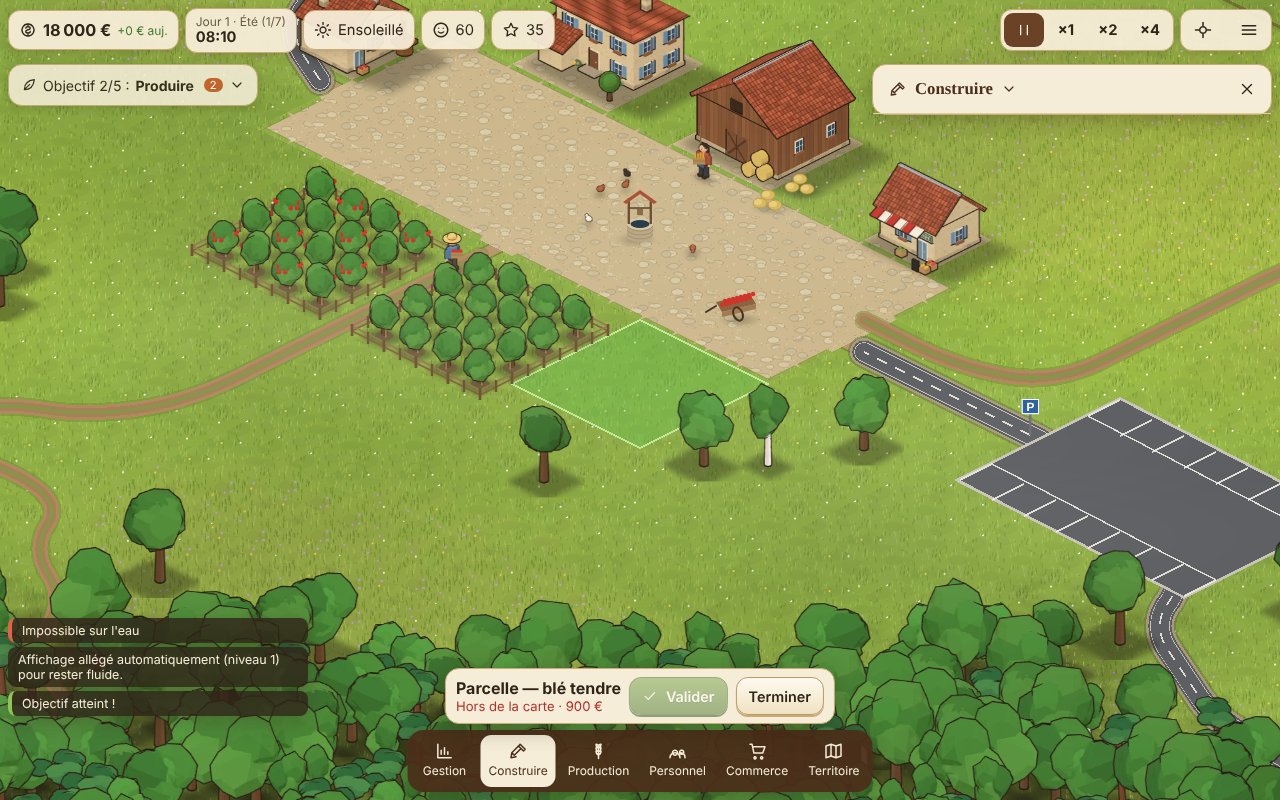 18 000 € +0 € auj.
Jour 1 · Été (1/7)
08:10
Ensoleillé
60
35
×1
×2
×4
Objectif 2/5 : Produire 2
Construire
P
Impossible sur l'eau
Affichage allégé automatiquement (niveau 1)
pour rester fluide.
Objectif atteint !
Parcelle — blé tendre
Hors de la carte · 900 €
Valider
Terminer
Gestion
Construire
Production
Personnel
Commerce
Territoire